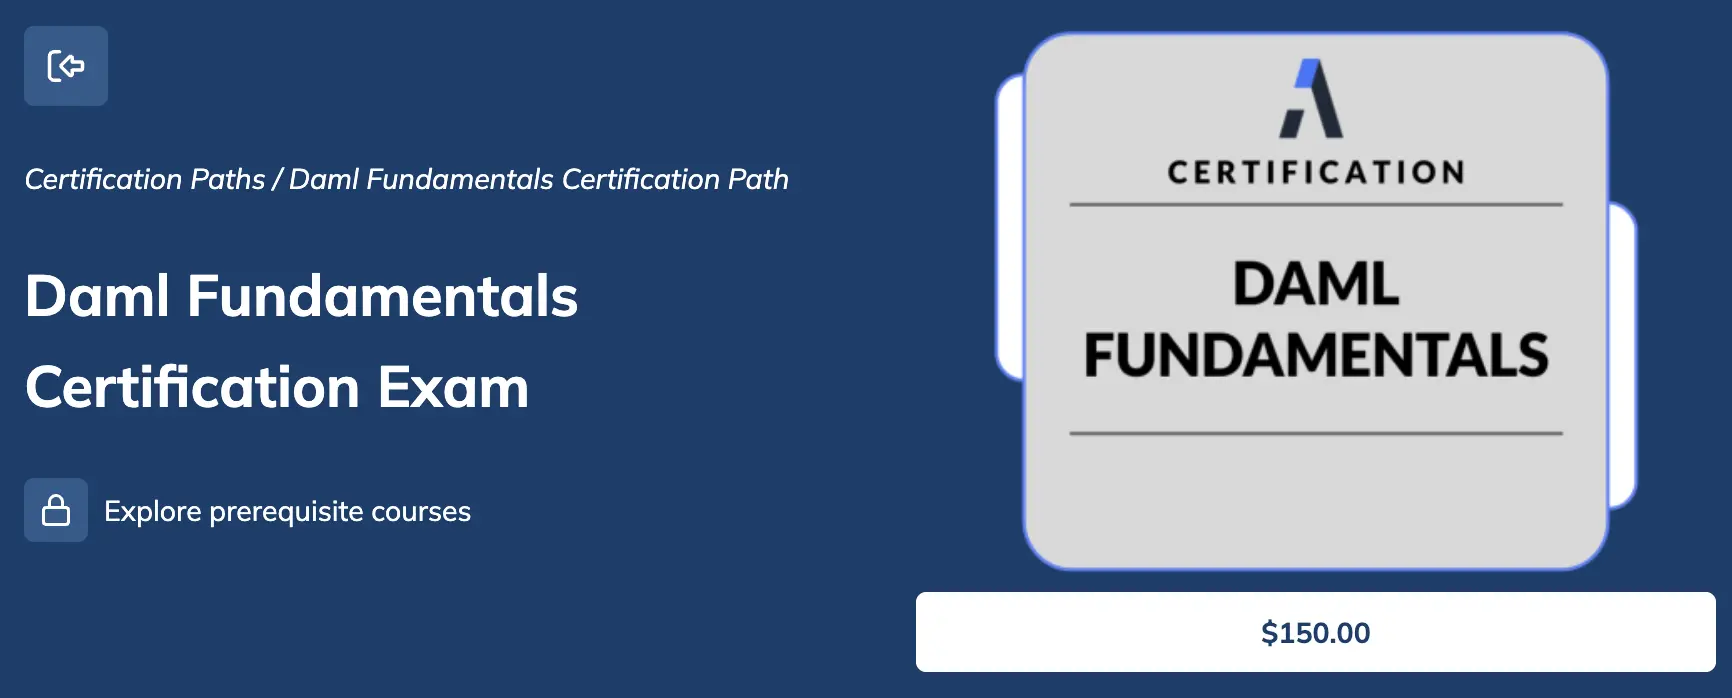 Certification Paths / Daml Fundamentals Certification Path
Daml Fundamentals
Certification Exam
Explore prerequisite courses
CERTIFICATION
DAML
FUNDAMENTALS
$150.00